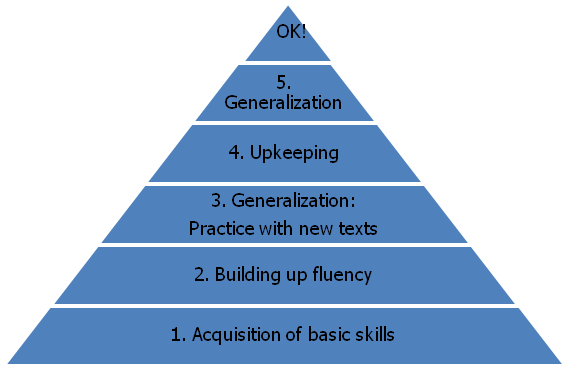 OK!
5.
Generalization
4. Upkeeping
3. Generalization:
Practice with new texts
2. Building up fluency
1. Acquisition of basic skills